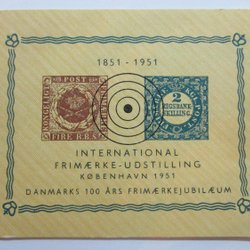 1851 - 1951
POST
FIRE R.B.S.
2
RIGSBANK
SKILLING.
INTERNATIONAL
FRIMÆRKE-UDSTILLING
KØBENHAVN 1951
DANMARKS 100 ÅRS FRIMÆRKEJUBILÆUM